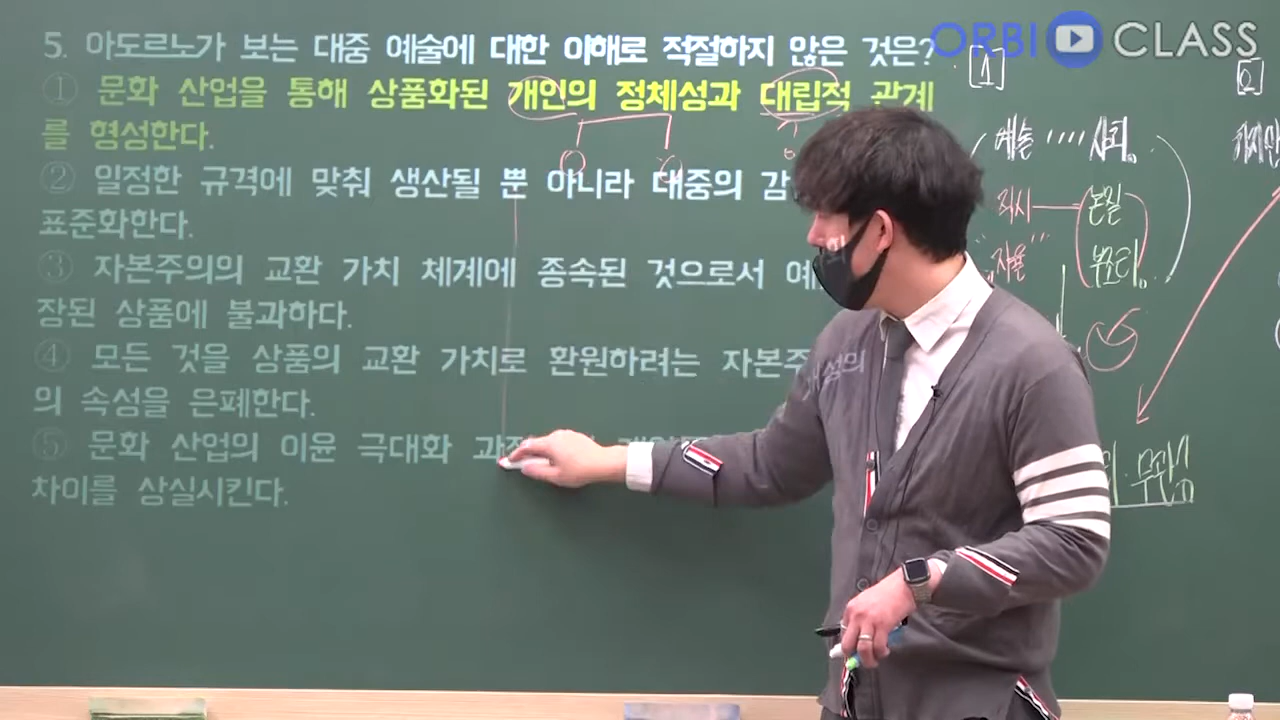 ORBI CLASS
5. 아도르노가 보는 대중 예술에 대한 이해로 적절하지 않은 것은?
① 문화 산업을 통해 상품화된 개인의 정체성과 대립적 관계
를 형성한다.
② 일정한 규격에 맞춰 생산될 뿐 아니라 대중의 감
표준화한다.
③ 자본주의의 교환 가치 체계에 종속된 것으로서 예
장된 상품에 불과하다.
④ 모든 것을 상품의 교환 가치로 환원하려는 자본주
의 속성을 은폐한다.
⑤ 문화 산업의 이윤 극대화
차이를 상실시킨다.
[1]
예술 사회
직시 본질
"자율" 부조리